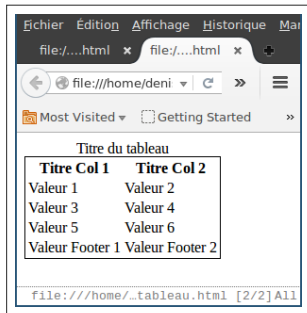 Fichier Édition Affichage Historique Mar
file:/....html × file:/....html ×
file:///home/deni
Most Visited Getting Started »
Titre du tableau
Titre Col 1 Titre Col 2
Valeur 1 Valeur 2
Valeur 3 Valeur 4
Valeur 5 Valeur 6
Valeur Footer 1 Valeur Footer 2
file:///home/…tableau.html [2/2] All